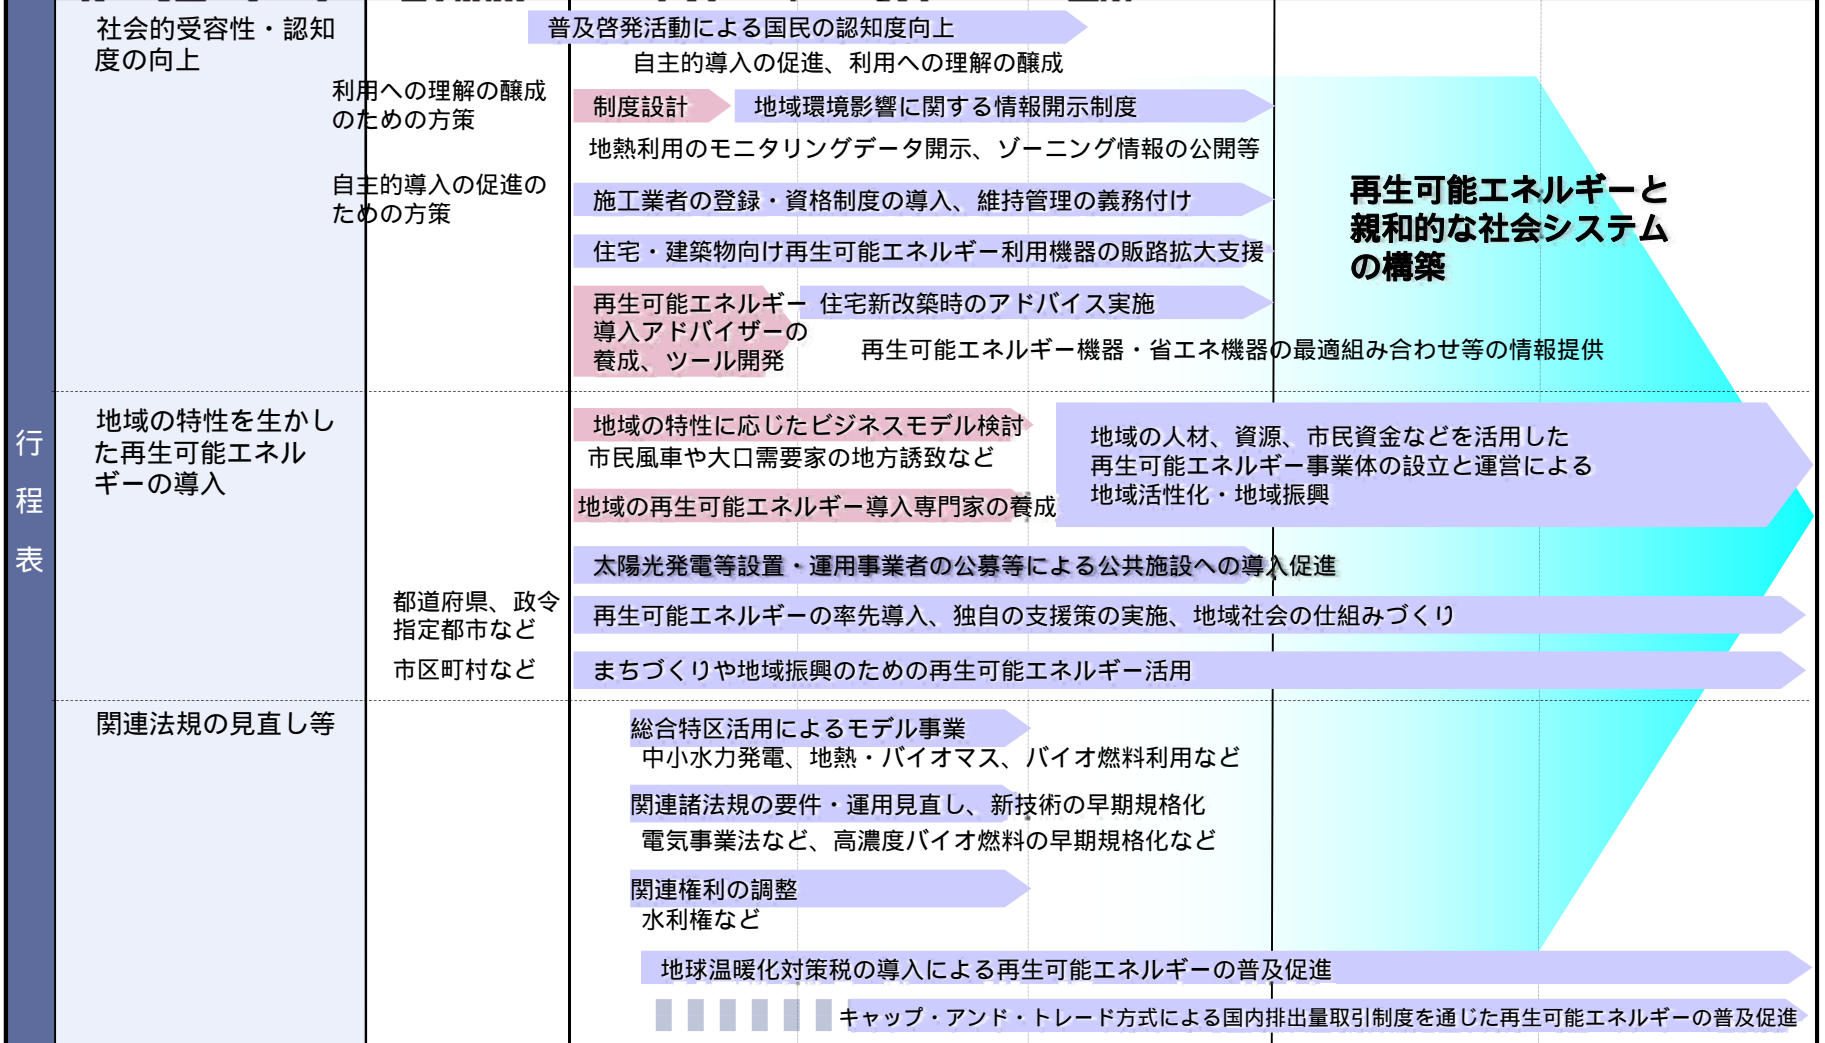 社会的受容性・認知
度の向上
普及啓発活動による国民の認知度向上
自主的導入の促進、利用への理解の醸成
利用への理解の醸成
のための方策
制度設計
地域環境影響に関する情報開示制度
地熱利用のモニタリングデータ開示、ゾーニング情報の公開等
自主的導入の促進の
ための方策
施工業者の登録・資格制度の導入、維持管理の義務付け
住宅・建築物向け再生可能エネルギー利用機器の販路拡大支援
再生可能エネルギー
導入アドバイザーの
養成、ツール開発
住宅新改築時のアドバイス実施
再生可能エネルギー機器・省エネ機器の最適組み合わせ等の情報提供
再生可能エネルギーと
親和的な社会システム
の構築
行
程
表
地域の特性を生かし
た再生可能エネル
ギーの導入
地域の特性に応じたビジネスモデル検討
市民風車や大口需要家の地方誘致など
地域の再生可能エネルギー導入専門家の養成
地域の人材、資源、市民資金などを活用した
再生可能エネルギー事業体の設立と運営による
地域活性化・地域振興
太陽光発電等設置・運用事業者の公募等による公共施設への導入促進
都道府県、政令
指定都市など
再生可能エネルギーの率先導入、独自の支援策の実施、地域社会の仕組みづくり
市区町村など
まちづくりや地域振興のための再生可能エネルギー活用
関連法規の見直し等
総合特区活用によるモデル事業
中小水力発電、地熱・バイオマス、バイオ燃料利用など
関連諸法規の要件・運用見直し、新技術の早期規格化
電気事業法など、高濃度バイオ燃料の早期規格化など
関連権利の調整
水利権など
地球温暖化対策税の導入による再生可能エネルギーの普及促進
キャップ・アンド・トレード方式による国内排出量取引制度を通じた再生可能エネルギーの普及促進